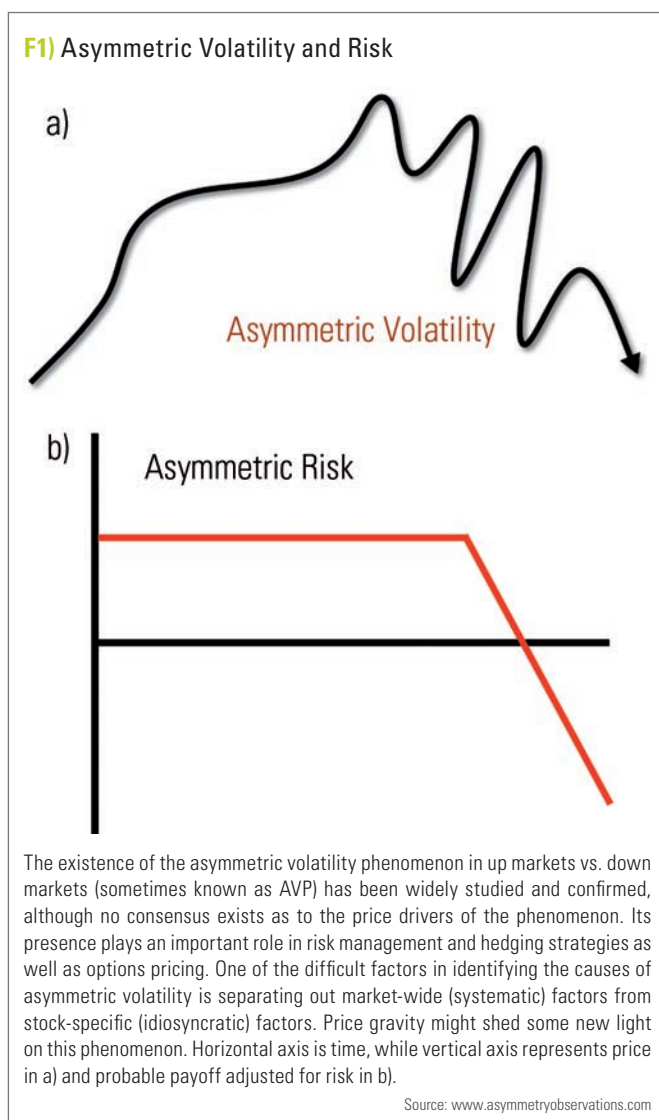 F1) Asymmetric Volatility and Risk
a)
Asymmetric Volatility
b)
Asymmetric Risk
The existence of the asymmetric volatility phenomenon in up markets vs. down
markets (sometimes known as AVP) has been widely studied and confirmed,
although no consensus exists as to the price drivers of the phenomenon. Its
presence plays an important role in risk management and hedging strategies as
well as options pricing. One of the difficult factors in identifying the causes of
asymmetric volatility is separating out market-wide (systematic) factors from
stock-specific (idiosyncratic) factors. Price gravity might shed some new light
on this phenomenon. Horizontal axis is time, while vertical axis represents price
in a) and probable payoff adjusted for risk in b).
Source: www.asymmetryobservations.com